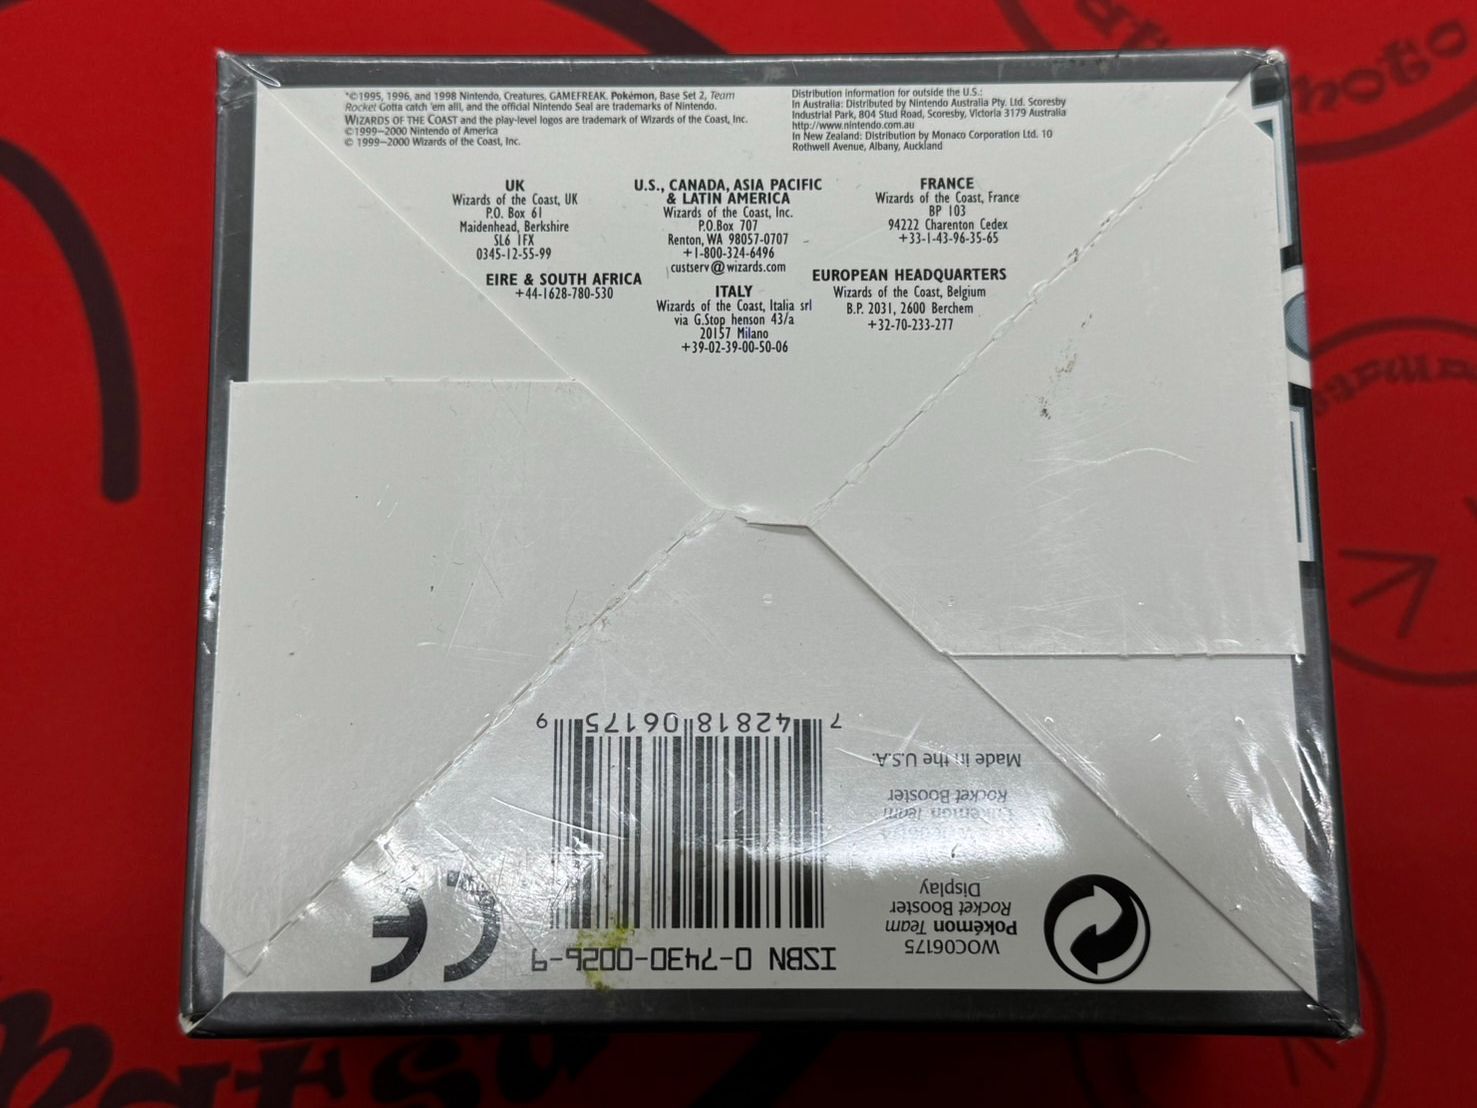 *©1995, 1996, and 1998 Nintendo, Creatures, GAMEFREAK. Pokémon, Base Set 2, Team
Rocket Gotta catch 'em all!, and the official Nintendo Seal are trademarks of Nintendo.
WIZARDS OF THE COAST and the play-level logos are trademark of Wizards of the Coast, Inc.
©1999–2000 Nintendo of America
© 1999–2000 Wizards of the Coast, Inc.
Distribution information for outside the U.S.:
In Australia: Distributed by Nintendo Australia Pty. Ltd. Scoresby
Industrial Park, 804 Stud Road, Scoresby, Victoria 3179 Australia
http://www.nintendo.com.au
In New Zealand: Distribution by Monaco Corporation Ltd. 10
Rothwell Avenue, Albany, Auckland
UK
Wizards of the Coast, UK
P.O. Box 61
Maidenhead, Berkshire
SL6 1FX
0345-12-55-99
EIRE & SOUTH AFRICA
+44-1628-780-530
U.S., CANADA, ASIA PACIFIC
& LATIN AMERICA
Wizards of the Coast, Inc.
P.O.Box 707
Renton, WA 98057-0707
+1-800-324-6496
custserv@wizards.com
ITALY
Wizards of the Coast, Italia srl
via G.Stop henson 43/a
20157 Milano
+39-02-39-00-50-06
FRANCE
Wizards of the Coast, France
BP 103
94222 Charenton Cedex
+33-1-43-96-35-65
EUROPEAN HEADQUARTERS
Wizards of the Coast, Belgium
B.P. 2031, 2600 Berchem
+32-70-233-277
WOC06175
Pokémon Team
Rocket Booster
Display
Team
Rocket Booster
Made in the U.S.A.
ISBN 0-7430-0026-9
7 42818 06175 9
CE